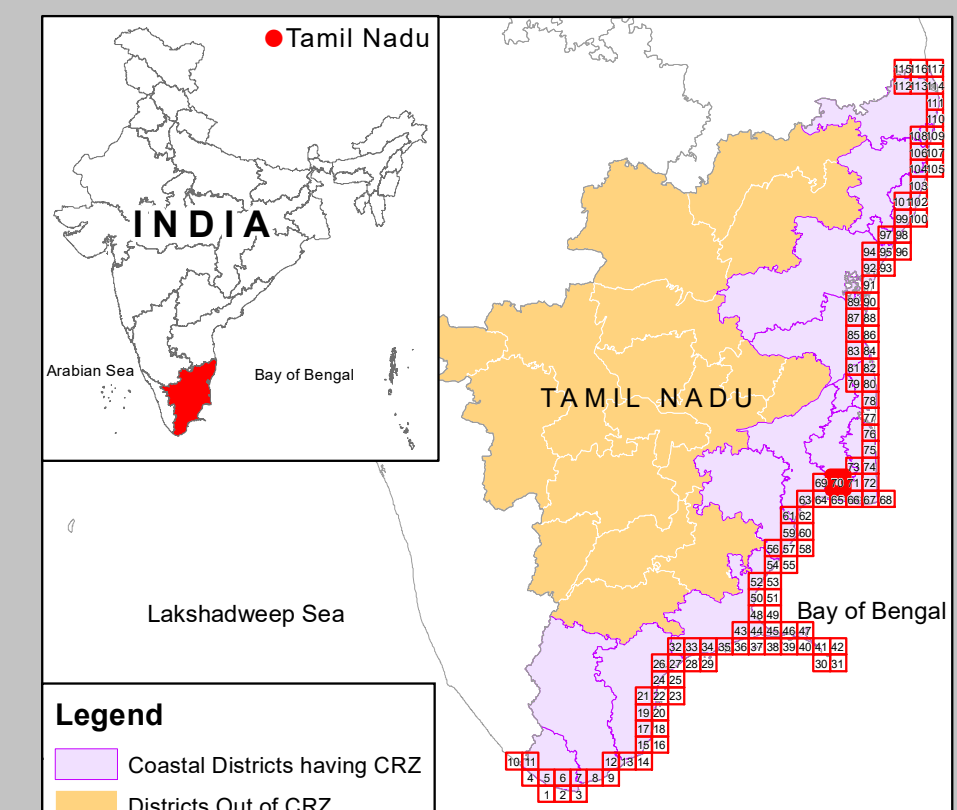 Tamil Nadu
INDIA
Arabian Sea
Bay of Bengal
TAMIL NADU
Lakshadweep Sea
Bay of Bengal
115 116 117
112 113 114
111
110
108 109
106 107
104 105
103
101 102
99 100
97 98
94 95 96
92 93
91
89 90
87 88
85 86
83 84
81 82
79 80
78
77
76
75
73 74
69 70 71 72
63 64 65 66 67 68
61 62
59 60
56 57 58
54 55
52 53
50 51
48 49
43 44 45 46 47
32 33 34 35 36 37 38 39 40 41 42
26 27 28 29 30 31
24 25
21 22 23
19 20
17 18
15 16
10 11 12 13 14
4 5 6 7 8 9
1 2 3
Legend
Coastal Districts having CRZ
Districts Out of CRZ